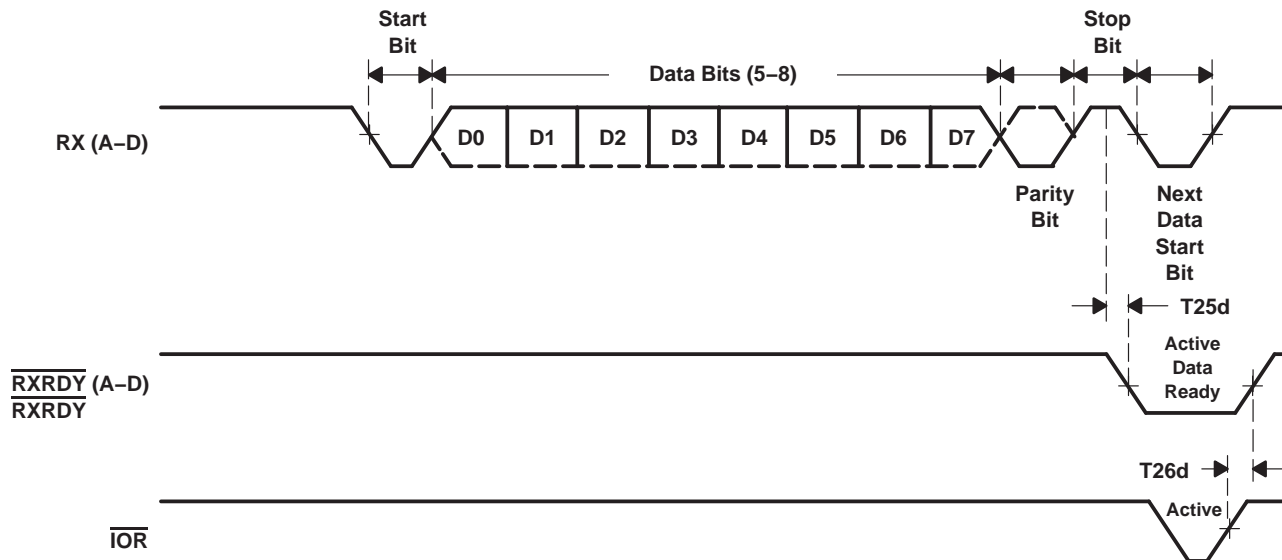 Start
Bit
Stop
Bit
Data Bits (5–8)
RX (A–D)
D0 D1 D2 D3 D4 D5 D6 D7
Parity
Bit
Next
Data
Start
Bit
T25d
RXRDY (A–D)
RXRDY
Active
Data
Ready
T26d
IOR
Active